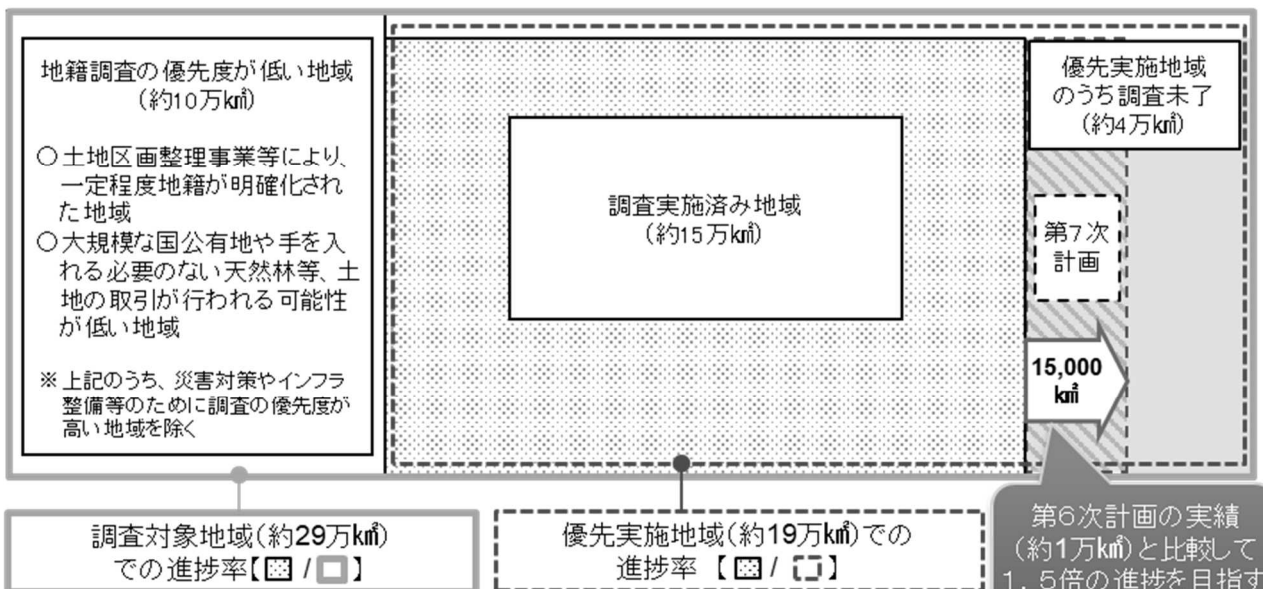 地籍調査の優先度が低い地域
(約10万k㎡)
○土地区画整理事業等により、
一定程度地籍が明確化され
た地域
○大規模な国公有地や手を入
れる必要のない天然林等、土
地の取引が行われる可能性
が低い地域
※上記のうち、災害対策やインフラ
整備等のために調査の優先度が
高い地域を除く
調査実施済み地域
(約15万k㎡)
優先実施地域
のうち調査未了
(約4万k㎡)
第7次
計画
15,000
k㎡
調査対象地域(約29万k㎡)
での進捗率【 / 】
優先実施地域(約19万k㎡)での
進捗率 【 / 】
第6次計画の実績
(約1万k㎡)と比較して
1.5倍の進捗を目指す